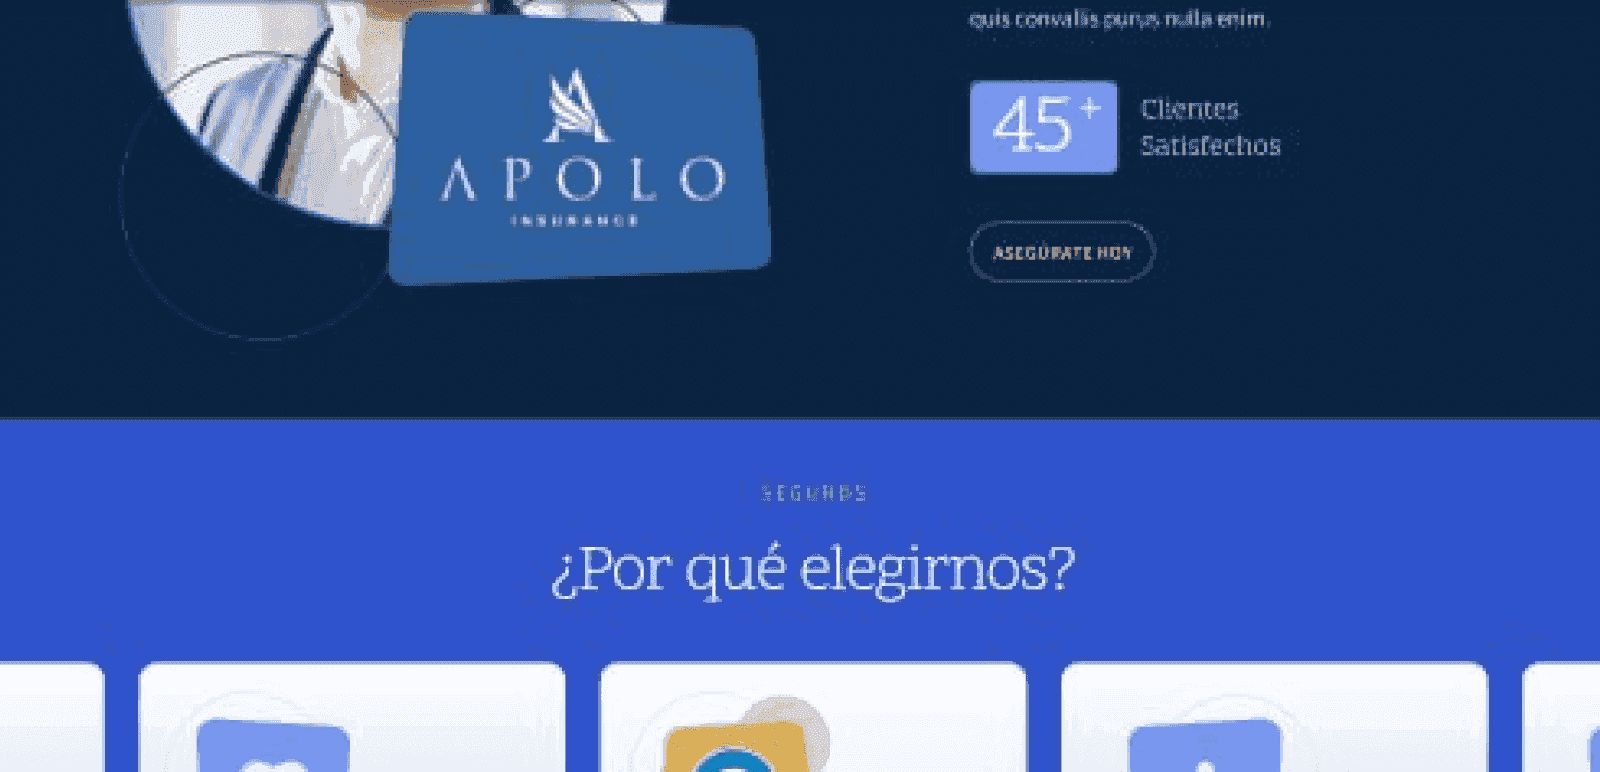 quis convallis purus nulla enim.
45+
Clientes
Satisfechos
APOLO
INSURANCE
ASEGÚRATE HOY
SEGUROS
¿Por qué elegirnos?